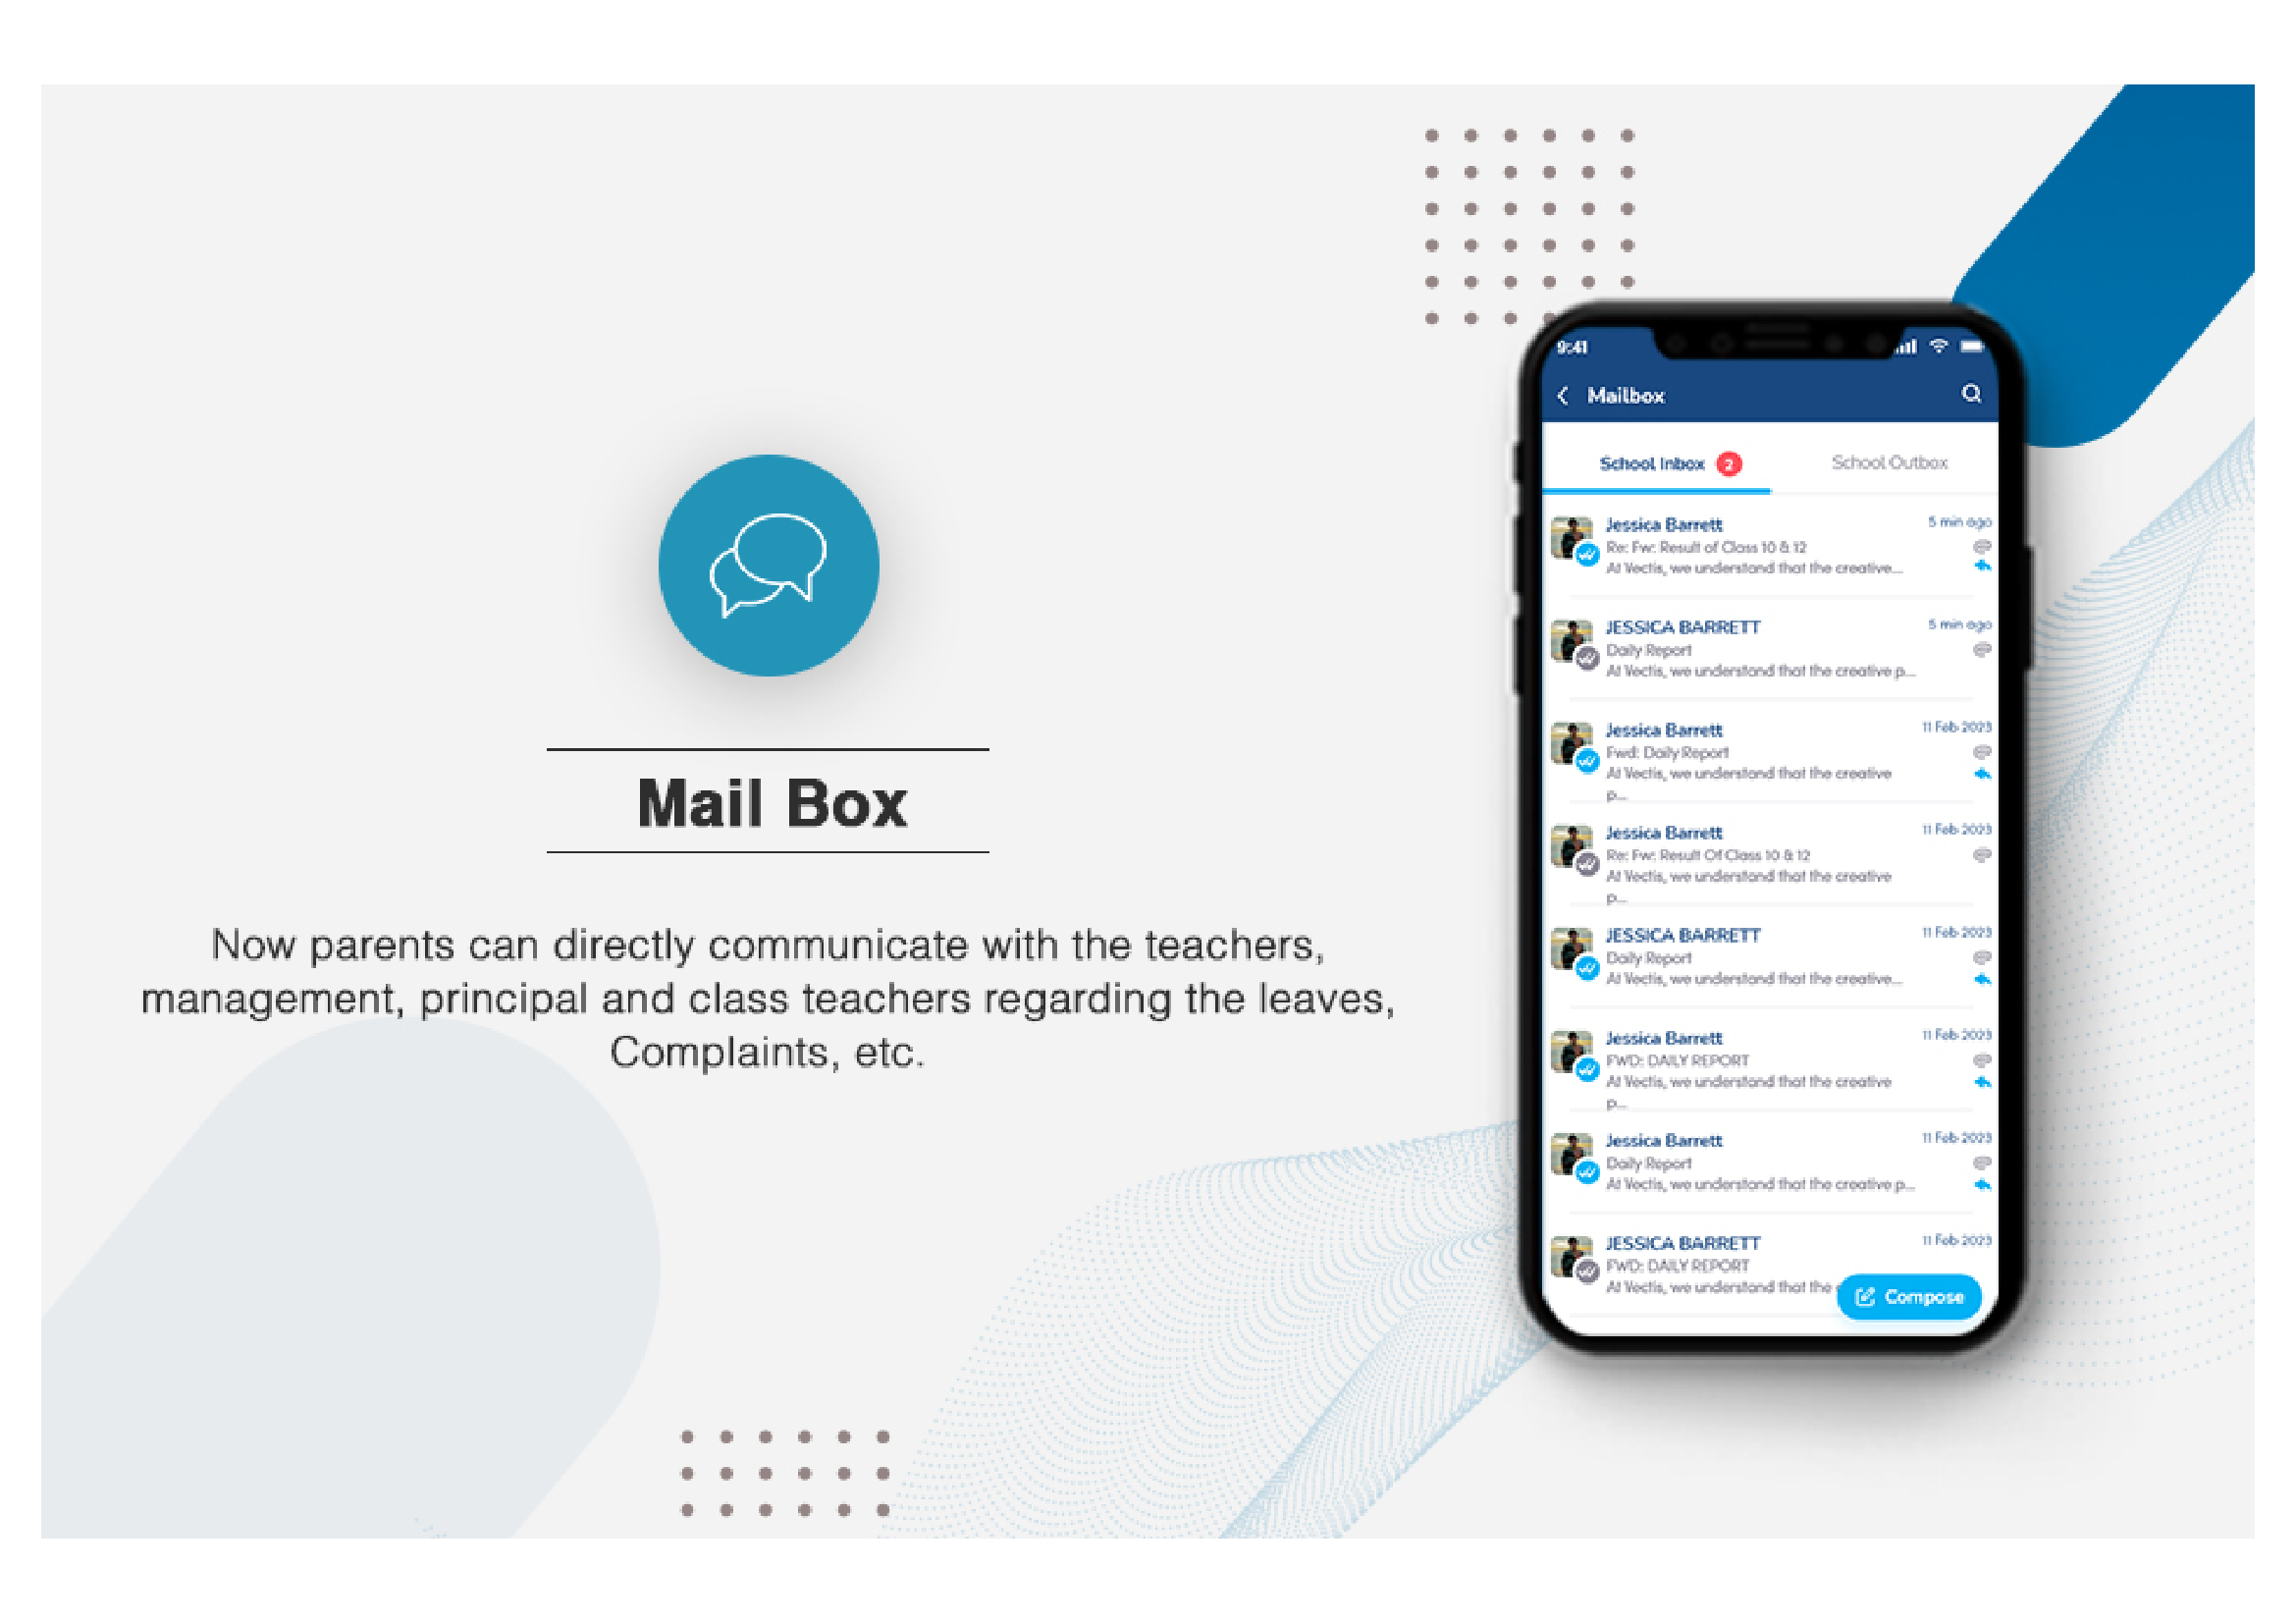 Mail Box
Now parents can directly communicate with the teachers,
management, principal and class teachers regarding the leaves,
Complaints, etc.
9:41
Mailbox
School Inbox 2
School Outbox
Jessica Barrett 5 min ago
Re: Fw: Result of Class 10 & 12
At Vectis, we understand that the creative...
JESSICA BARRETT 5 min ago
Daily Report
At Vectis, we understand that the creative p...
Jessica Barrett 11 Feb 2023
Fwd: Daily Report
At Vectis, we understand that the creative
p...
Jessica Barrett 11 Feb 2023
Re: Fw: Result Of Class 10 & 12
At Vectis, we understand that the creative
p...
JESSICA BARRETT 11 Feb 2023
Daily Report
At Vectis, we understand that the creative...
Jessica Barrett 11 Feb 2023
FWD: DAILY REPORT
At Vectis, we understand that the creative
p...
Jessica Barrett 11 Feb 2023
Daily Report
At Vectis, we understand that the creative p...
JESSICA BARRETT 11 Feb 2023
FWD: DAILY REPORT
At Vectis, we understand that the
Compose